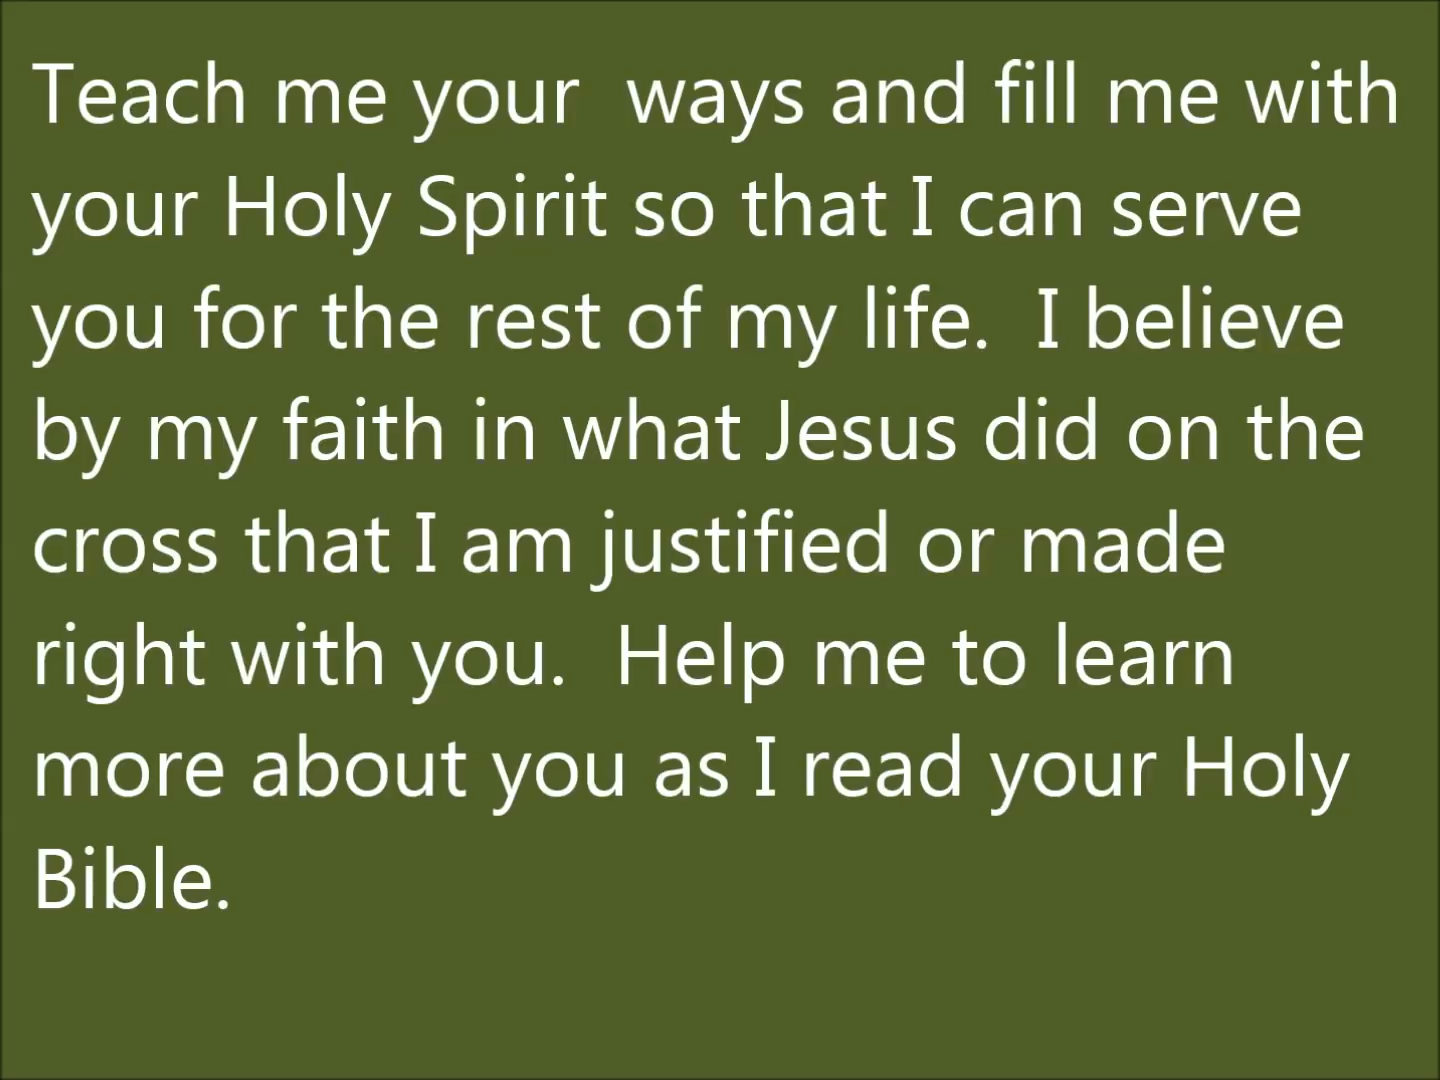 Teach me your  ways and fill me with
your Holy Spirit so that I can serve
you for the rest of my life.  I believe
by my faith in what Jesus did on the
cross that I am justified or made
right with you.  Help me to learn
more about you as I read your Holy
Bible.